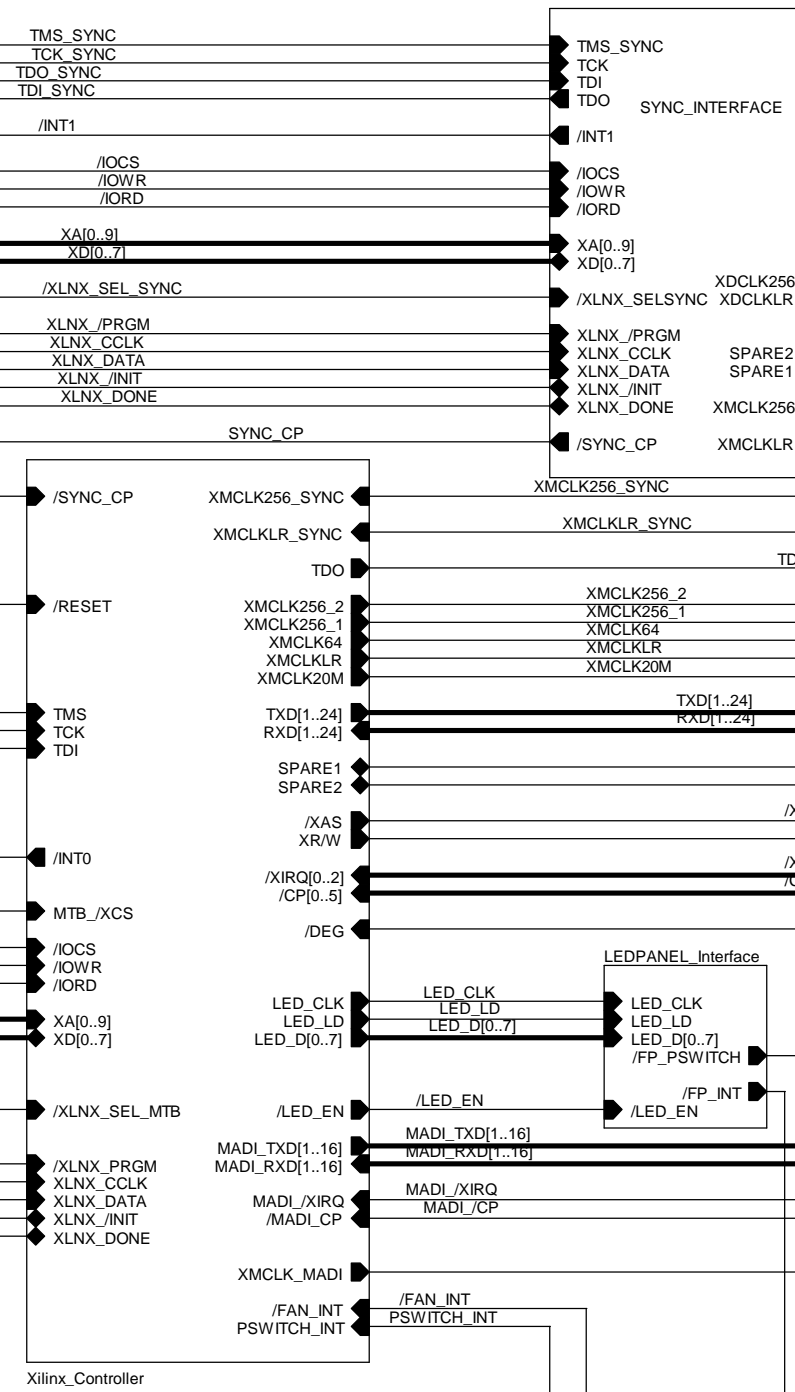 TMS_SYNC
TCK_SYNC
TDO_SYNC
TDI_SYNC
/INT1
/IOCS
/IOWR
/IORD
XA[0..9]
XD[0..7]
/XLNX_SEL_SYNC
XLNX_/PRGM
XLNX_CCLK
XLNX_DATA
XLNX_/INIT
XLNX_DONE
SYNC_CP
TMS_SYNC
TCK
TDI
TDO
SYNC_INTERFACE
/INT1
/IOCS
/IOWR
/IORD
XA[0..9]
XD[0..7]
XDCLK256
/XLNX_SELSYNC XDCLKLR
XLNX_/PRGM
XLNX_CCLK SPARE2
XLNX_DATA SPARE1
XLNX_/INIT
XLNX_DONE XMCLK256
/SYNC_CP XMCLKLR
/SYNC_CP
/RESET
TMS
TCK
TDI
/INT0
MTB_/XCS
/IOCS
/IOWR
/IORD
XA[0..9]
XD[0..7]
/XLNX_SEL_MTB
/XLNX_PRGM
XLNX_CCLK
XLNX_DATA
XLNX_/INIT
XLNX_DONE
XMCLK256_SYNC
XMCLKLR_SYNC
TDO
XMCLK256_2
XMCLK256_1
XMCLK64
XMCLKLR
XMCLK20M
TXD[1..24]
RXD[1..24]
SPARE1
SPARE2
/XAS
XR/W
/XIRQ[0..2]
/CP[0..5]
/DEG
LED_CLK
LED_LD
LED_D[0..7]
/LED_EN
MADI_TXD[1..16]
MADI_RXD[1..16]
MADI_/XIRQ
/MADI_CP
XMCLK_MADI
/FAN_INT
PSWITCH_INT
Xilinx_Controller
XMCLK256_SYNC
XMCLKLR_SYNC
TD
XMCLK256_2
XMCLK256_1
XMCLK64
XMCLKLR
XMCLK20M
TXD[1..24]
RXD[1..24]
/X
/X
LED_CLK
LED_LD
LED_D[0..7]
/LED_EN
MADI_TXD[1..16]
MADI_RXD[1..16]
MADI_/XIRQ
MADI_/CP
/FAN_INT
PSWITCH_INT
LEDPANEL_Interface
LED_CLK
LED_LD
LED_D[0..7]
/FP_PSWITCH
/FP_INT
/LED_EN